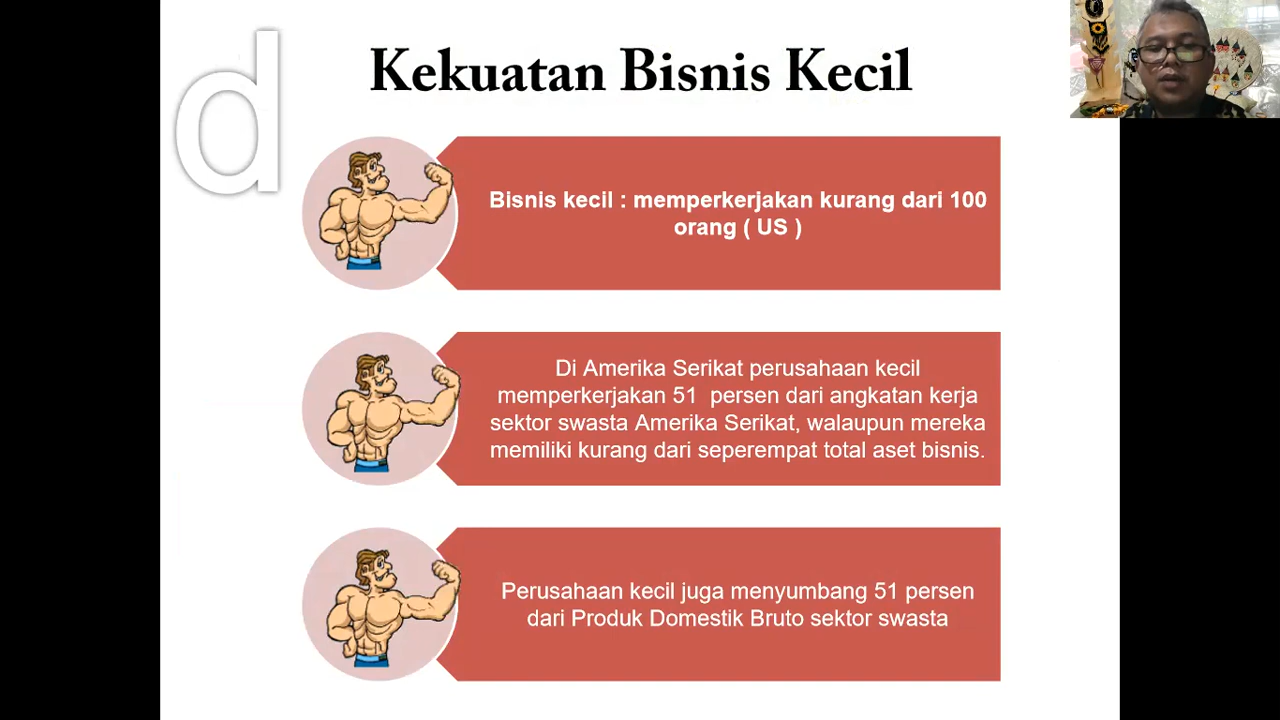 d
Kekuatan Bisnis Kecil
Bisnis kecil : memperkerjakan kurang dari 100
orang ( US )
Di Amerika Serikat perusahaan kecil
memperkerjakan 51 persen dari angkatan kerja
sektor swasta Amerika Serikat, walaupun mereka
memiliki kurang dari seperempat total aset bisnis.
Perusahaan kecil juga menyumbang 51 persen
dari Produk Domestik Bruto sektor swasta